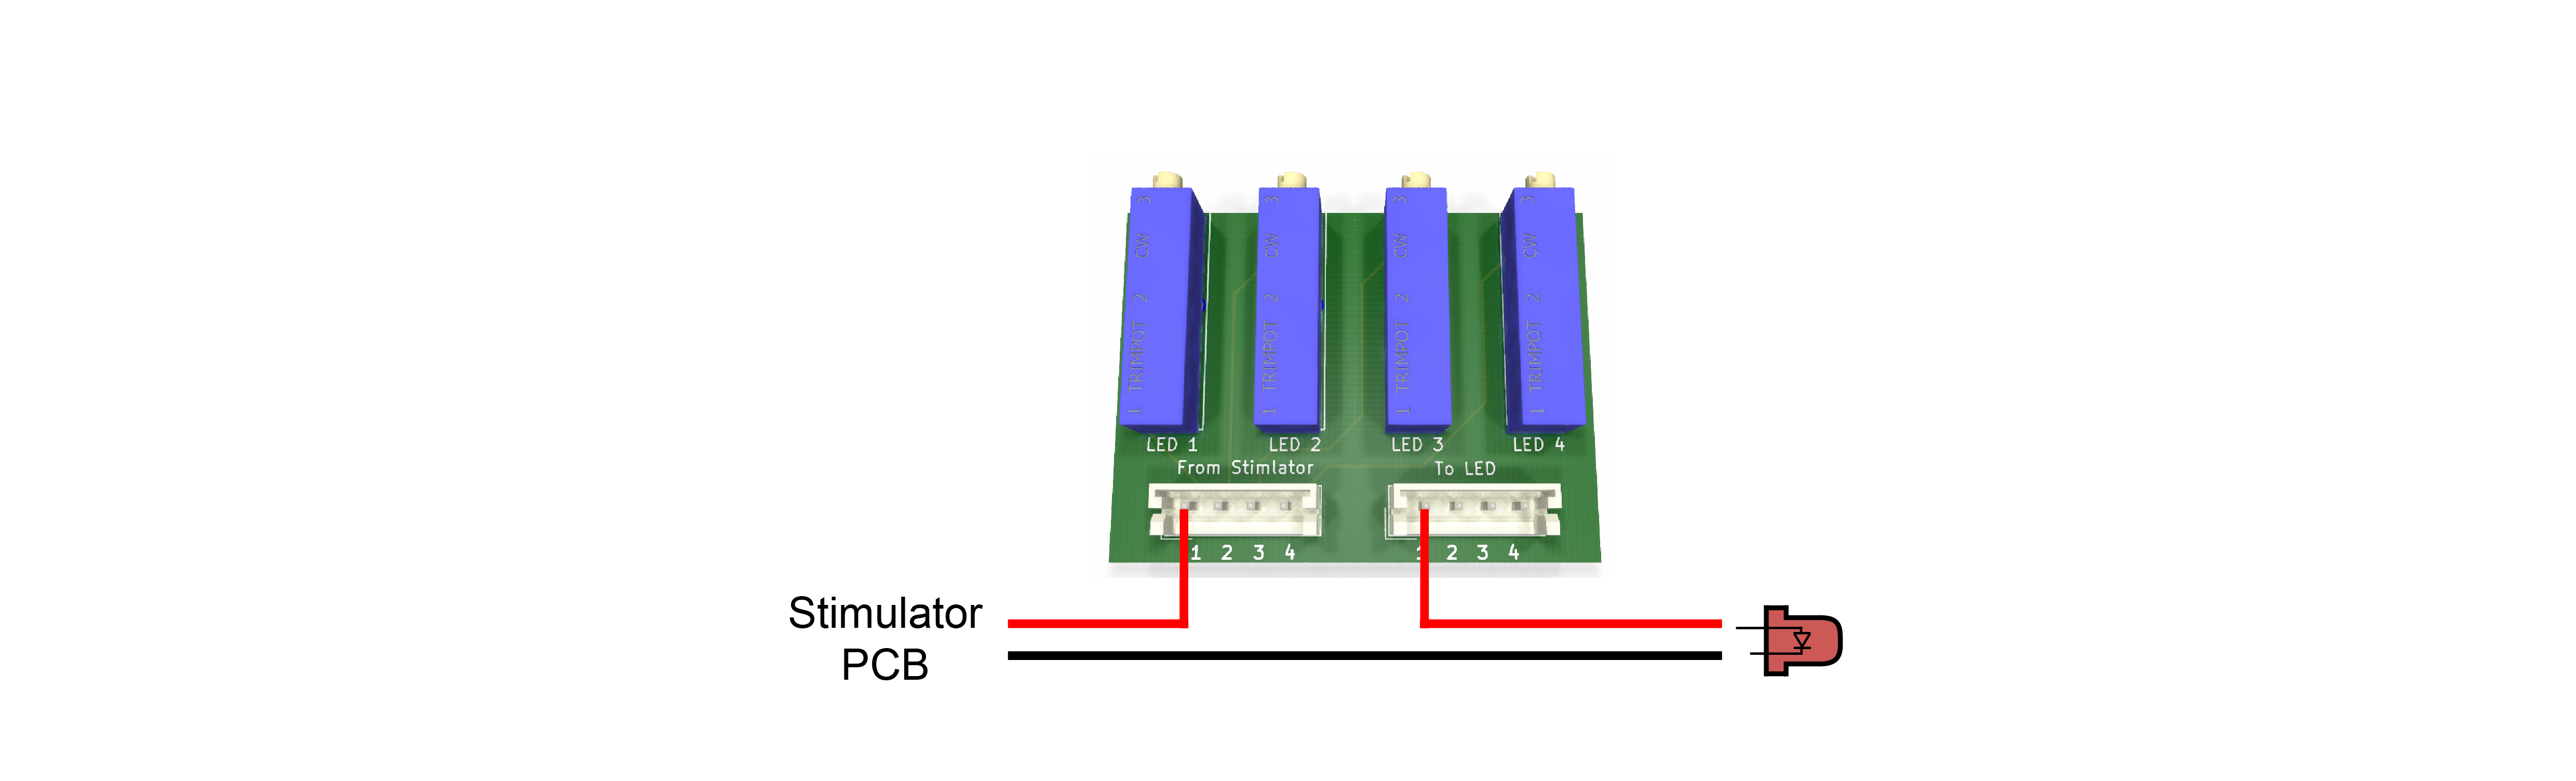 1 TRIMPOT 2 CW 3
1 TRIMPOT 2 CW 3
1 TRIMPOT 2 CW 3
1 TRIMPOT 2 CW 3
LED 1 LED 2 LED 3 LED 4
From Stimlator To LED
1 2 3 4 1 2 3 4
Stimulator
PCB